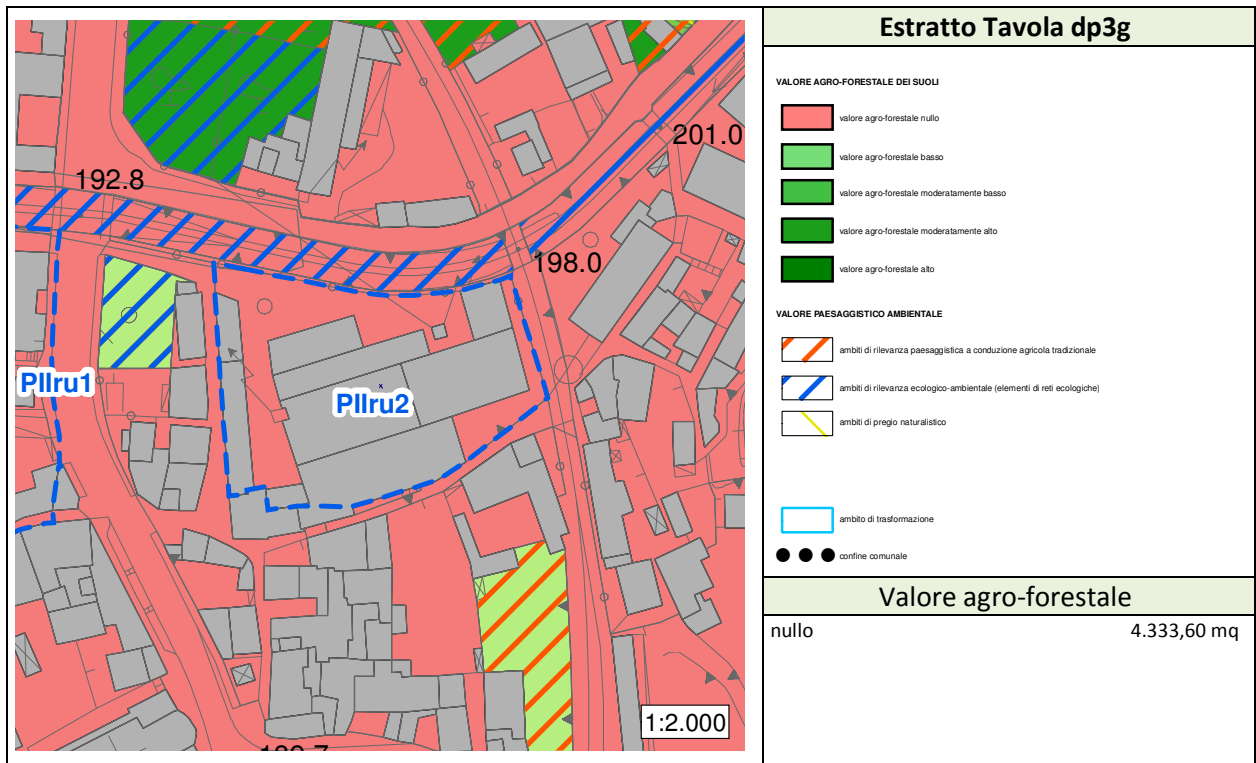 192.8
201.0
198.0
PIIru1
PIIru2
x
1:2.000
Estratto Tavola dp3g
VALORE AGRO-FORESTALE DEI SUOLI
valore agro-forestale nullo
valore agro-forestale basso
valore agro-forestale moderatamente basso
valore agro-forestale moderatamente alto
valore agro-forestale alto
VALORE PAESAGGISTICO AMBIENTALE
ambiti di rilevanza paesaggistica a conduzione agricola tradizionale
ambiti di rilevanza ecologico-ambientale (elementi di reti ecologiche)
ambiti di pregio naturalistico
ambito di trasformazione
confine comunale
Valore agro-forestale
nullo 4.333,60 mq